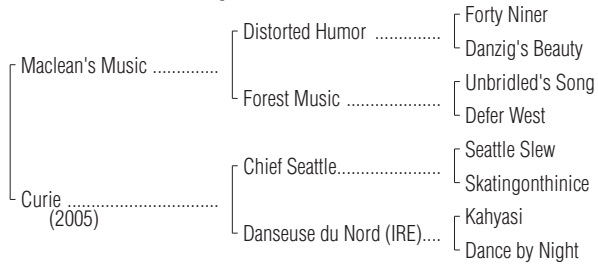 Forty Niner
Distorted Humor ..............
Danzig's Beauty
Maclean's Music ..............
Unbridled's Song
Forest Music ....................
Defer West
Seattle Slew
Chief Seattle......................
Skatingonthinice
Curie ................................
(2005)
Kahyasi
Danseuse du Nord (IRE)....
Dance by Night